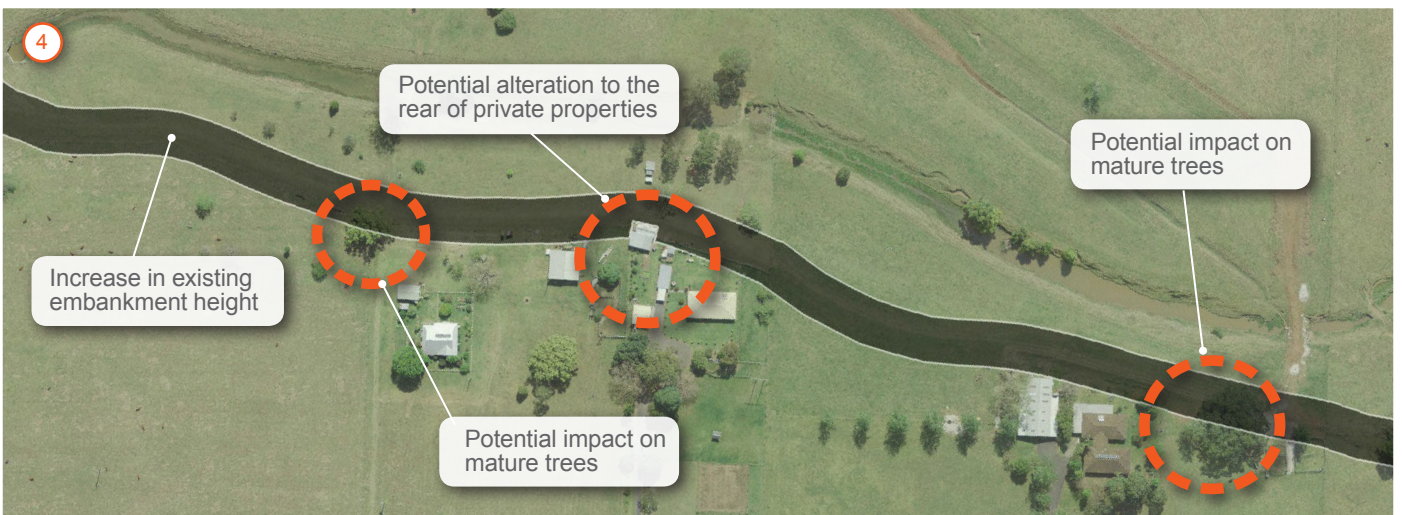 4
Potential alteration to the
rear of private properties
Potential impact on
mature trees
Increase in existing
embankment height
Potential impact on
mature trees